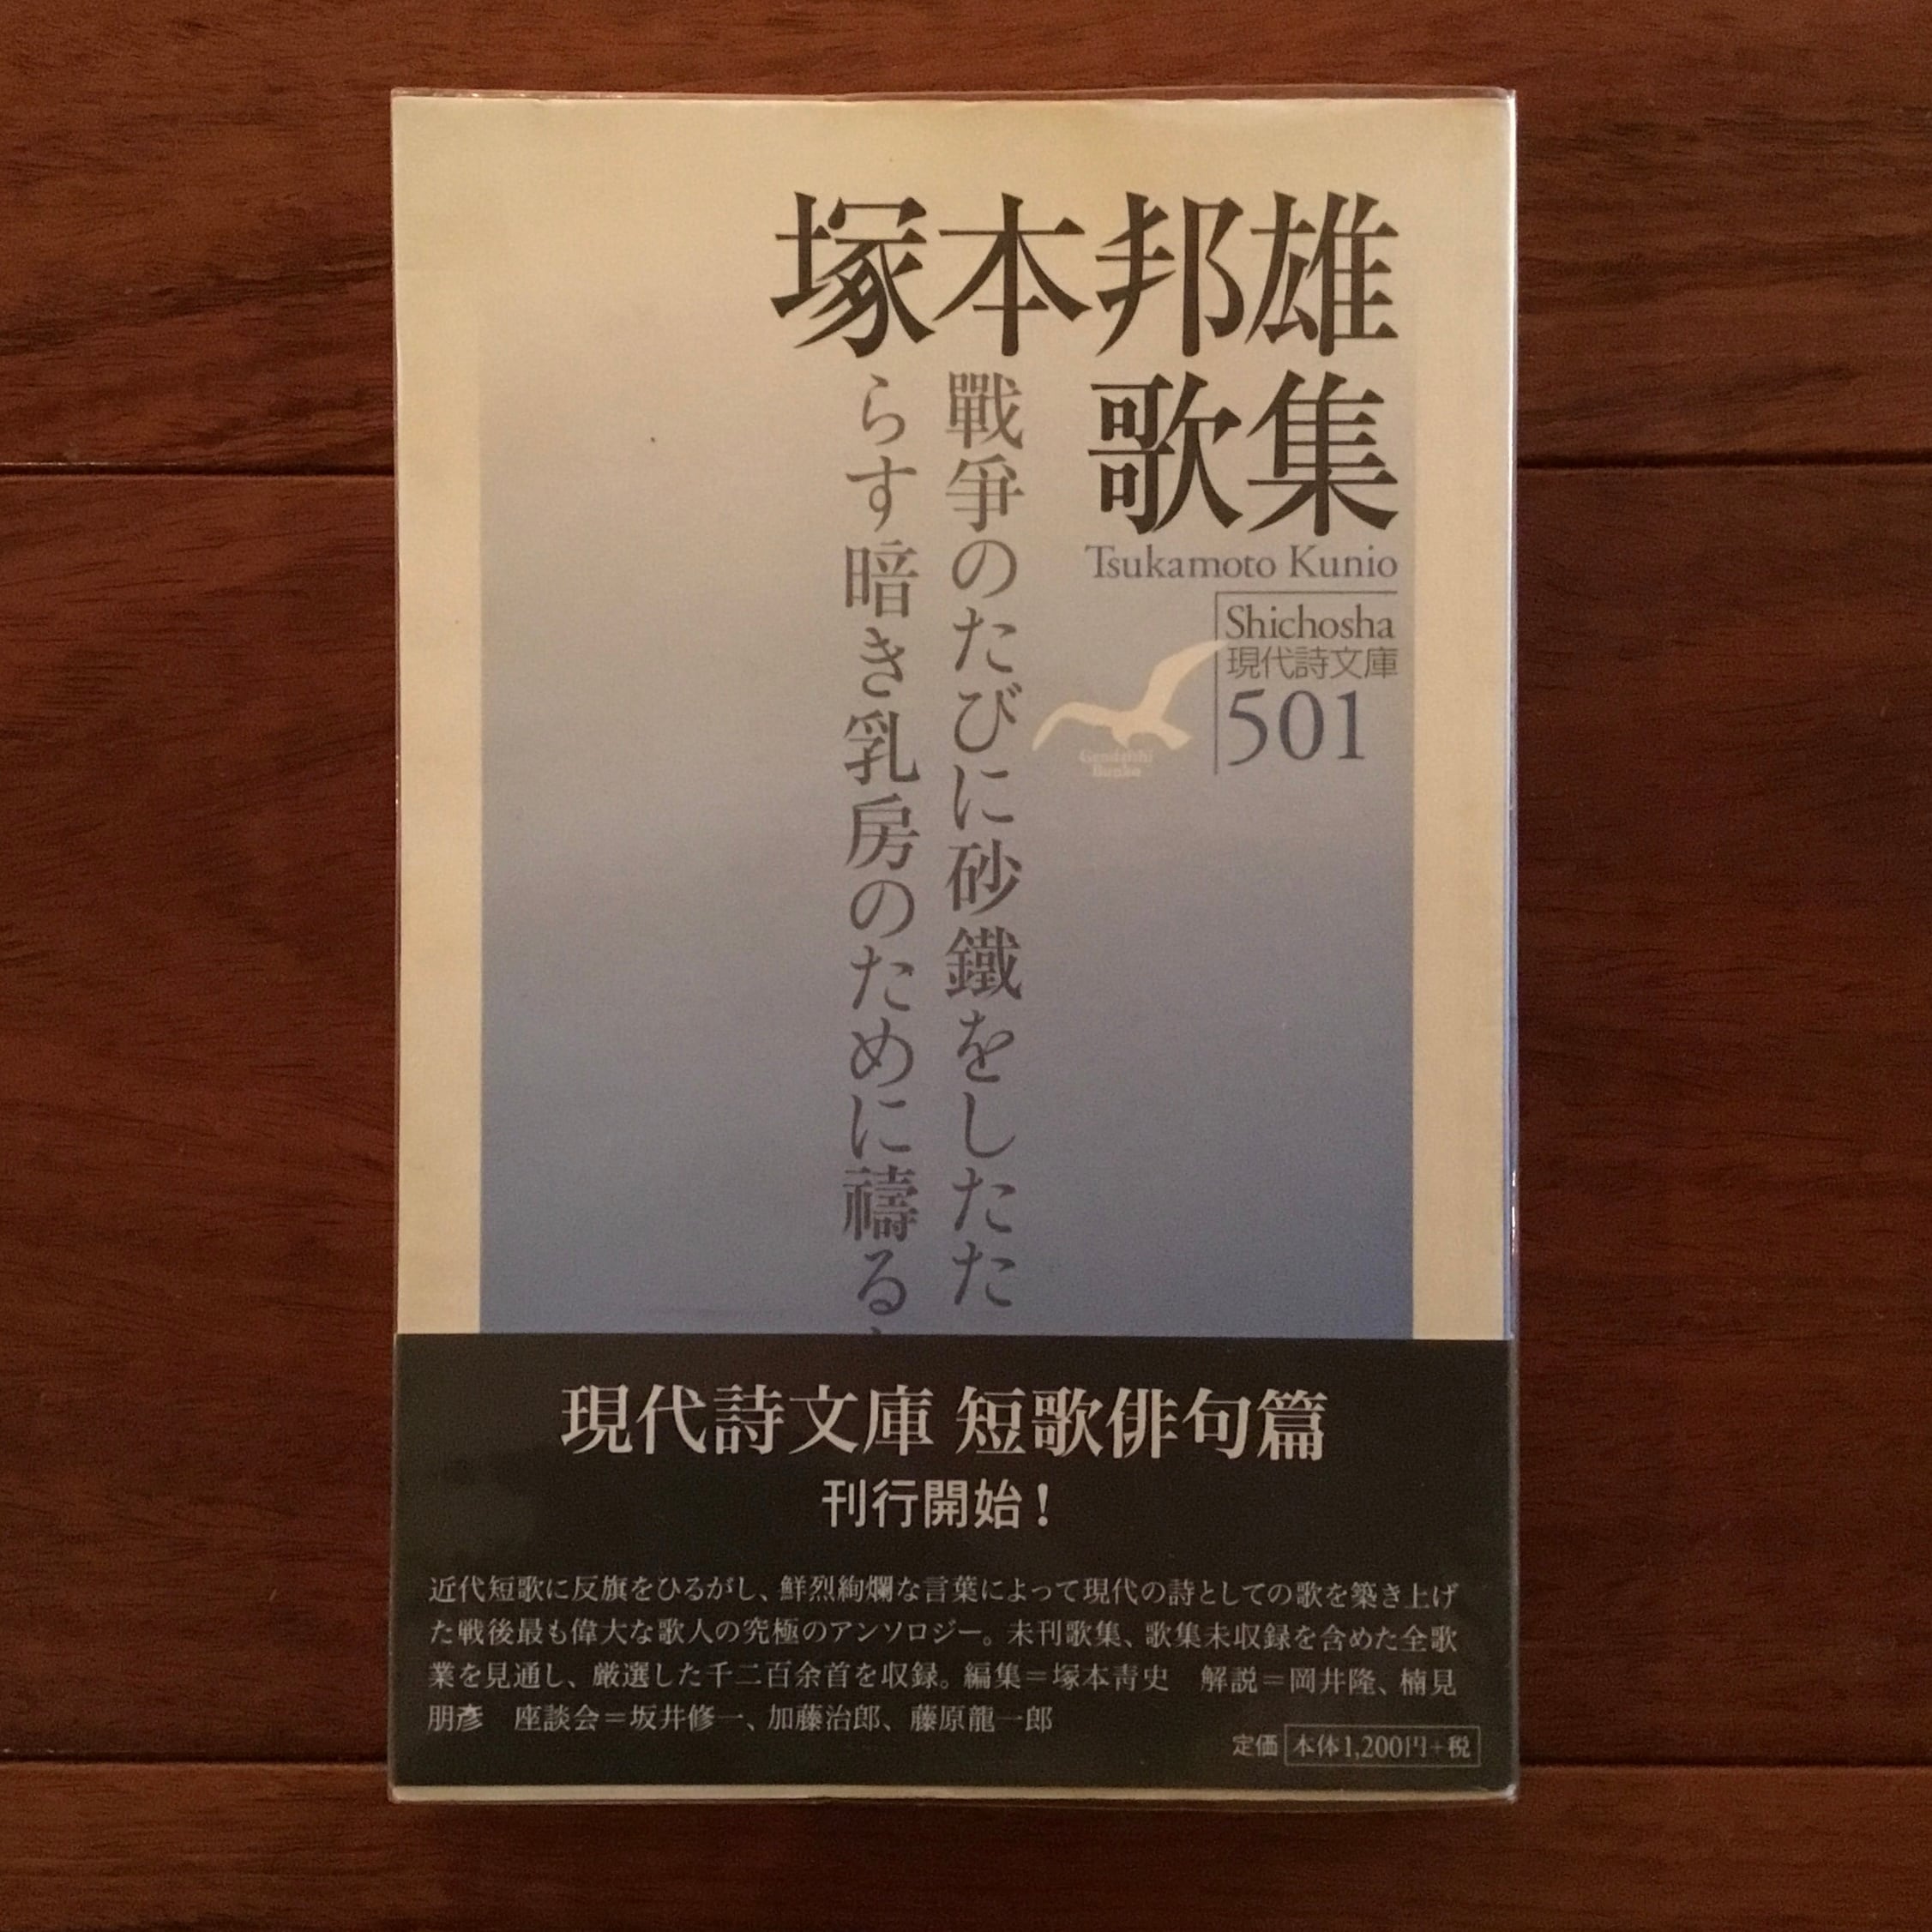 塚本邦雄
歌集
Tsukamoto Kunio
Shichosha
現代詩文庫
501
Gendaishi
Bunko
戰爭のたびに砂鐵をしたた
らす暗き乳房のために禱る
現代詩文庫 短歌俳句篇
刊行開始！
近代短歌に反旗をひるがし、鮮烈絢爛な言葉によって現代の詩としての歌を築き上げ
た戦後最も偉大な歌人の究極のアンソロジー。未刊歌集、歌集未収録を含めた全歌
業を見通し、厳選した千二百余首を収録。編集＝塚本靑史　解説＝岡井隆、楠見
朋彦　座談会＝坂井修一、加藤治郎、藤原龍一郎
定価 本体1,200円+税